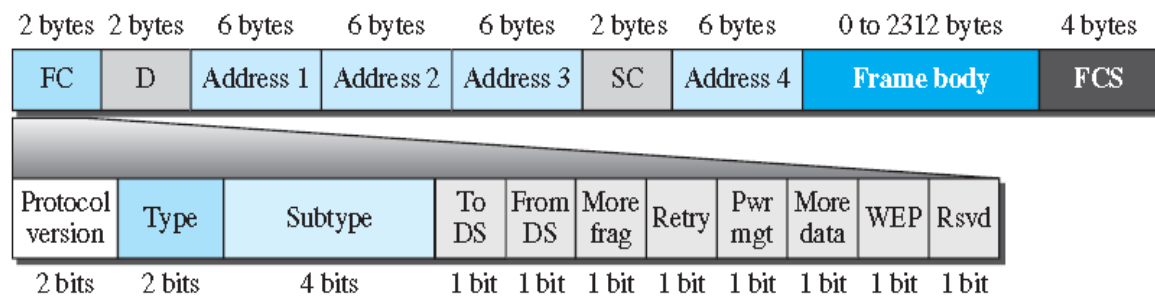 2 bytes 2 bytes 6 bytes 6 bytes 6 bytes 2 bytes 6 bytes 0 to 2312 bytes 4 bytes
FC D Address 1 Address 2 Address 3 SC Address 4 Frame body FCS
Protocol version Type Subtype To DS From DS More frag Retry Pwr mgt More data WEP Rsvd
2 bits 2 bits 4 bits 1 bit 1 bit 1 bit 1 bit 1 bit 1 bit 1 bit 1 bit